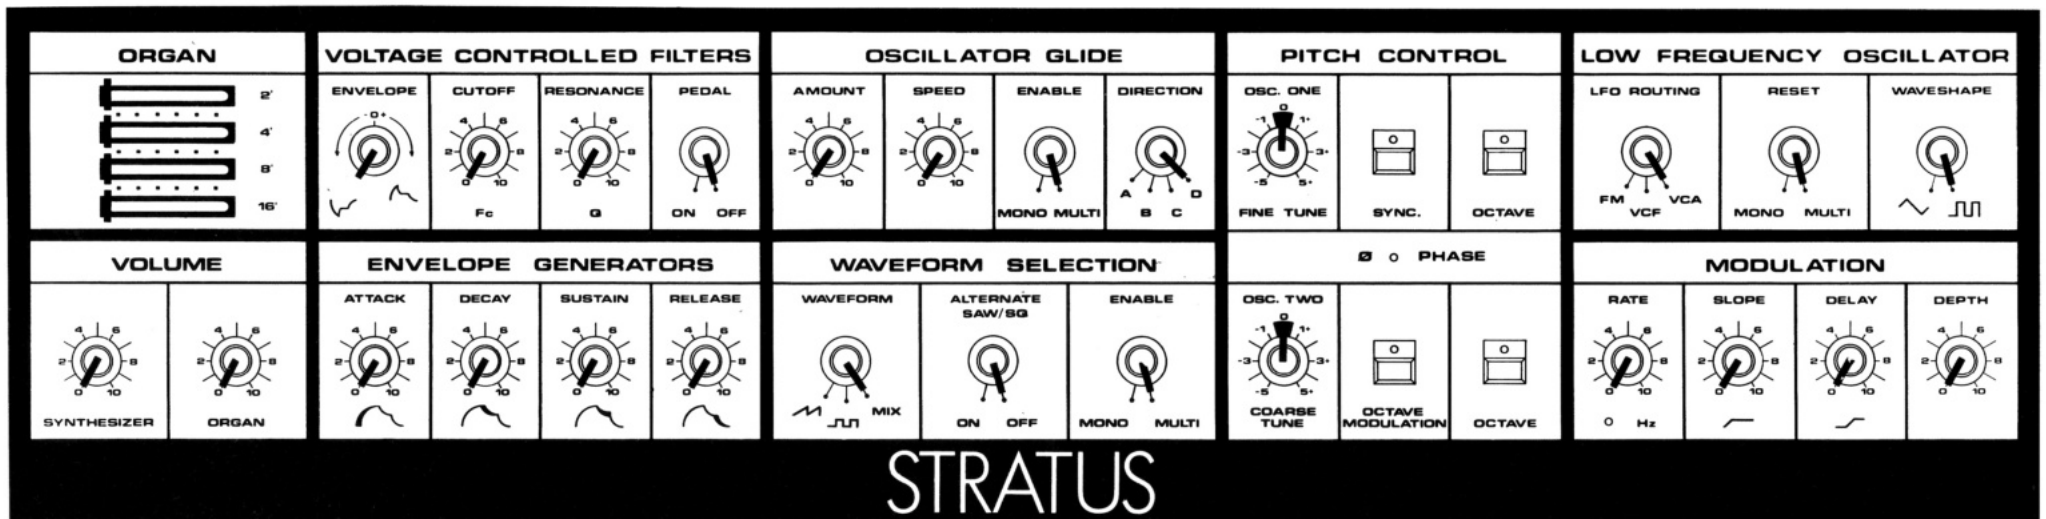 ORGAN
2'
4'
8'
16'
VOLTAGE CONTROLLED FILTERS
ENVELOPE CUTOFF RESONANCE PEDAL
- 0 +
0 2 4 6 8 10
0 2 4 6 8 10
Fc Q ON OFF
OSCILLATOR GLIDE
AMOUNT SPEED ENABLE DIRECTION
0 2 4 6 8 10
0 2 4 6 8 10
MONO MULTI
A B C D
PITCH CONTROL
OSC. ONE
-5 -3 -1 0 1+ 3+ 5+
FINE TUNE SYNC. OCTAVE
LOW FREQUENCY OSCILLATOR
LFO ROUTING RESET WAVESHAPE
FM VCF VCA
MONO MULTI
VOLUME
0 2 4 6 8 10
0 2 4 6 8 10
SYNTHESIZER ORGAN
ENVELOPE GENERATORS
ATTACK DECAY SUSTAIN RELEASE
0 2 4 6 8 10
0 2 4 6 8 10
0 2 4 6 8 10
0 2 4 6 8 10
WAVEFORM SELECTION
WAVEFORM
ALTERNATE
SAW/SQ
ENABLE
MIX
ON OFF
MONO MULTI
Ø O PHASE
OSC. TWO
-5 -3 -1 0 1+ 3+ 5+
COARSE
TUNE
OCTAVE
MODULATION
OCTAVE
MODULATION
RATE SLOPE DELAY DEPTH
0 2 4 6 8 10
0 2 4 6 8 10
0 2 4 6 8 10
0 2 4 6 8 10
O Hz
STRATUS